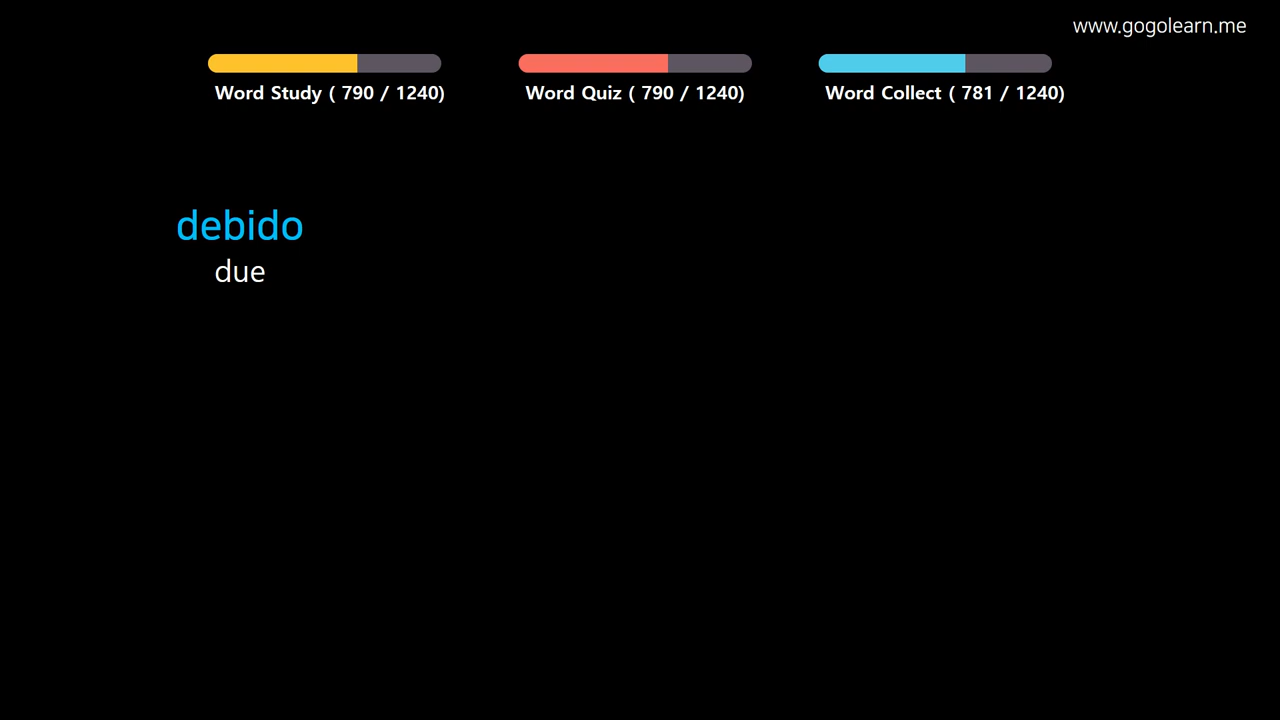 www.gogolearn.me
Word Study ( 790 / 1240)
Word Quiz ( 790 / 1240)
Word Collect ( 781 / 1240)
debido
due